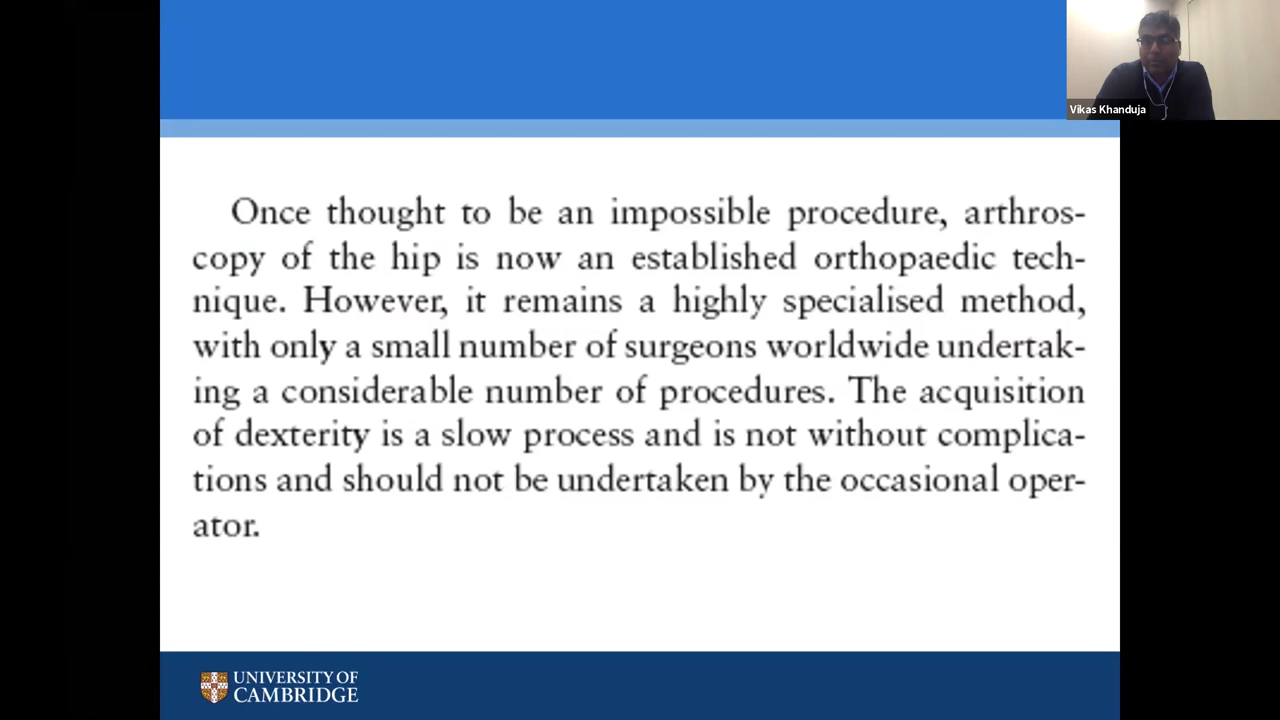 Vikas Khanduja
Once thought to be an impossible procedure, arthros-
copy of the hip is now an established orthopaedic tech-
nique. However, it remains a highly specialised method,
with only a small number of surgeons worldwide undertak-
ing a considerable number of procedures. The acquisition
of dexterity is a slow process and is not without complica-
tions and should not be undertaken by the occasional oper-
ator.
UNIVERSITY OF
CAMBRIDGE